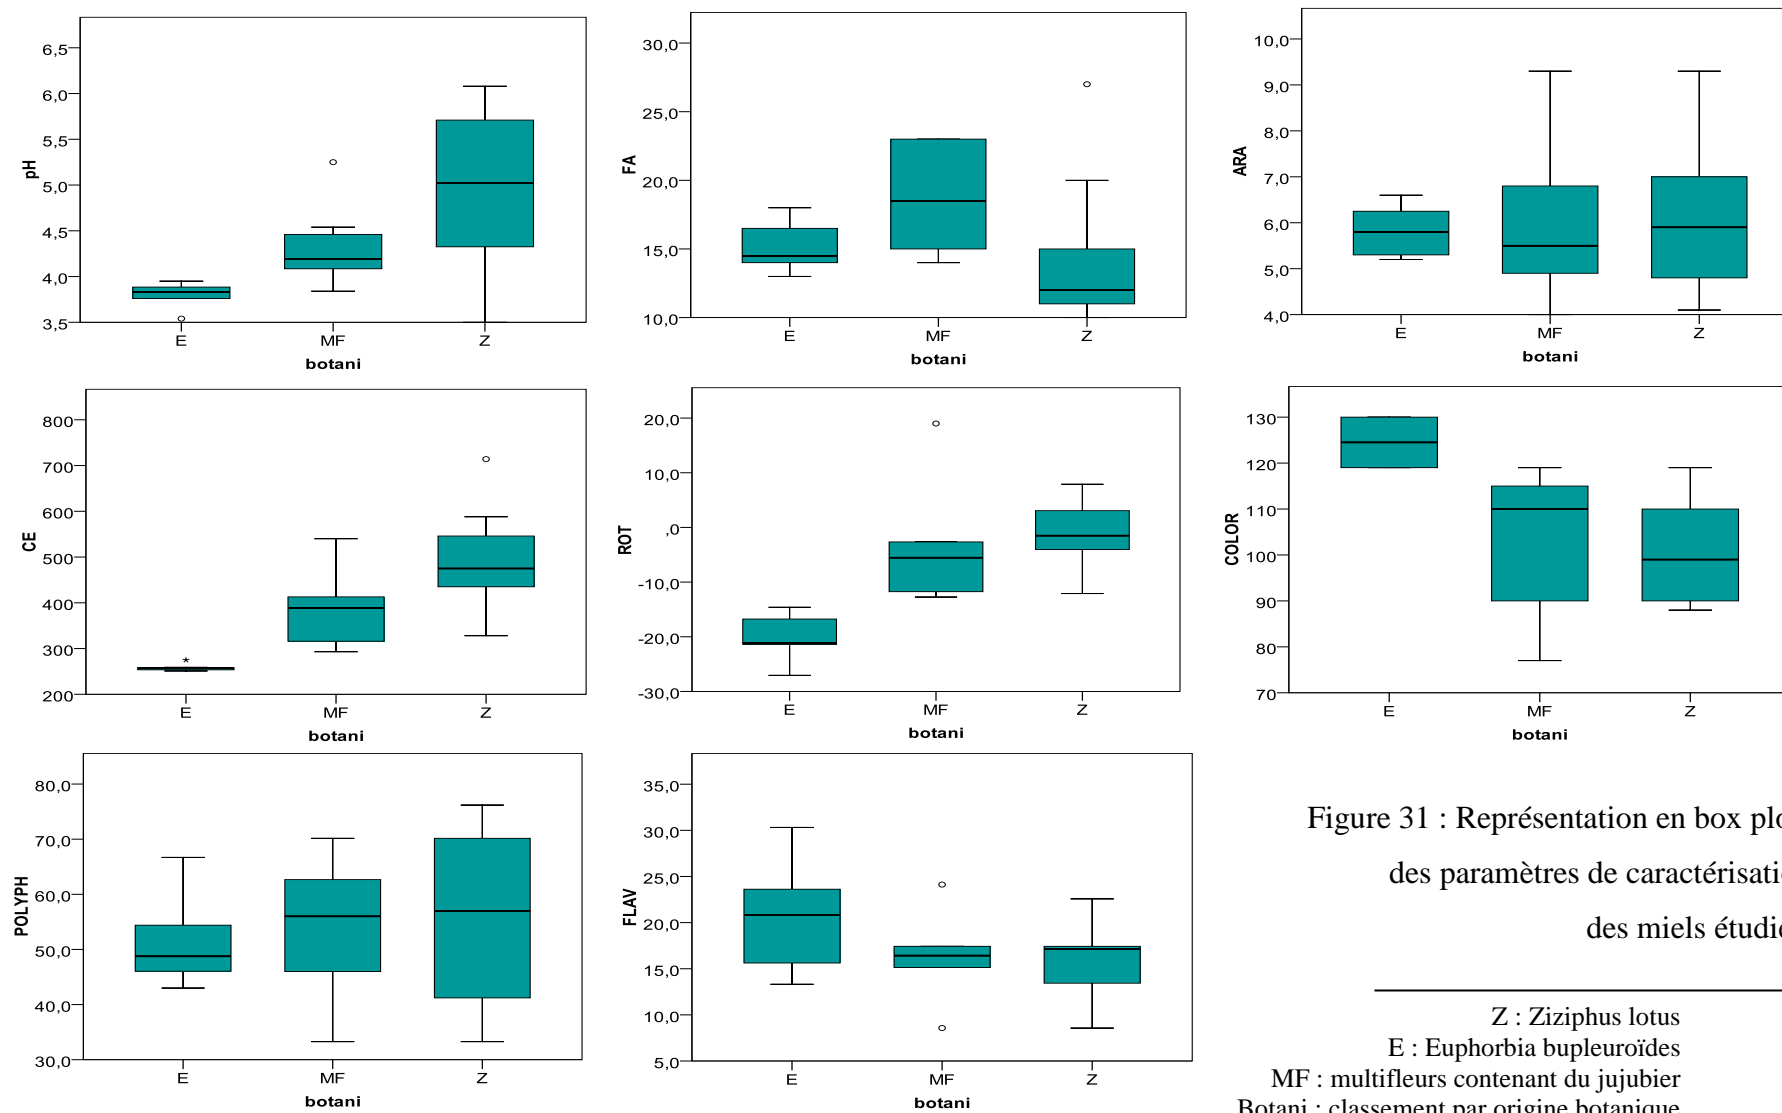 6,5
6,0
5,5
5,0
4,5
4,0
3,5
pH
E MF Z
botani
30,0
25,0
20,0
15,0
10,0
FA
E MF Z
botani
10,0
9,0
8,0
7,0
6,0
5,0
4,0
ARA
E MF Z
botani
800
700
600
500
400
300
200
CE
*
E MF Z
botani
20,0
10,0
,0
-10,0
-20,0
-30,0
ROT
E MF Z
botani
130
120
110
100
90
80
70
COLOR
E MF Z
botani
80,0
70,0
60,0
50,0
40,0
30,0
POLYPH
E MF Z
botani
35,0
30,0
25,0
20,0
15,0
10,0
5,0
FLAV
E MF Z
botani
Figure 31 : Représentation en box plo
des paramètres de caractérisati
des miels étudi
Z : Ziziphus lotus
E : Euphorbia bupleuroïdes
MF : multifleurs contenant du jujubier
Botani : classement par origine botanique